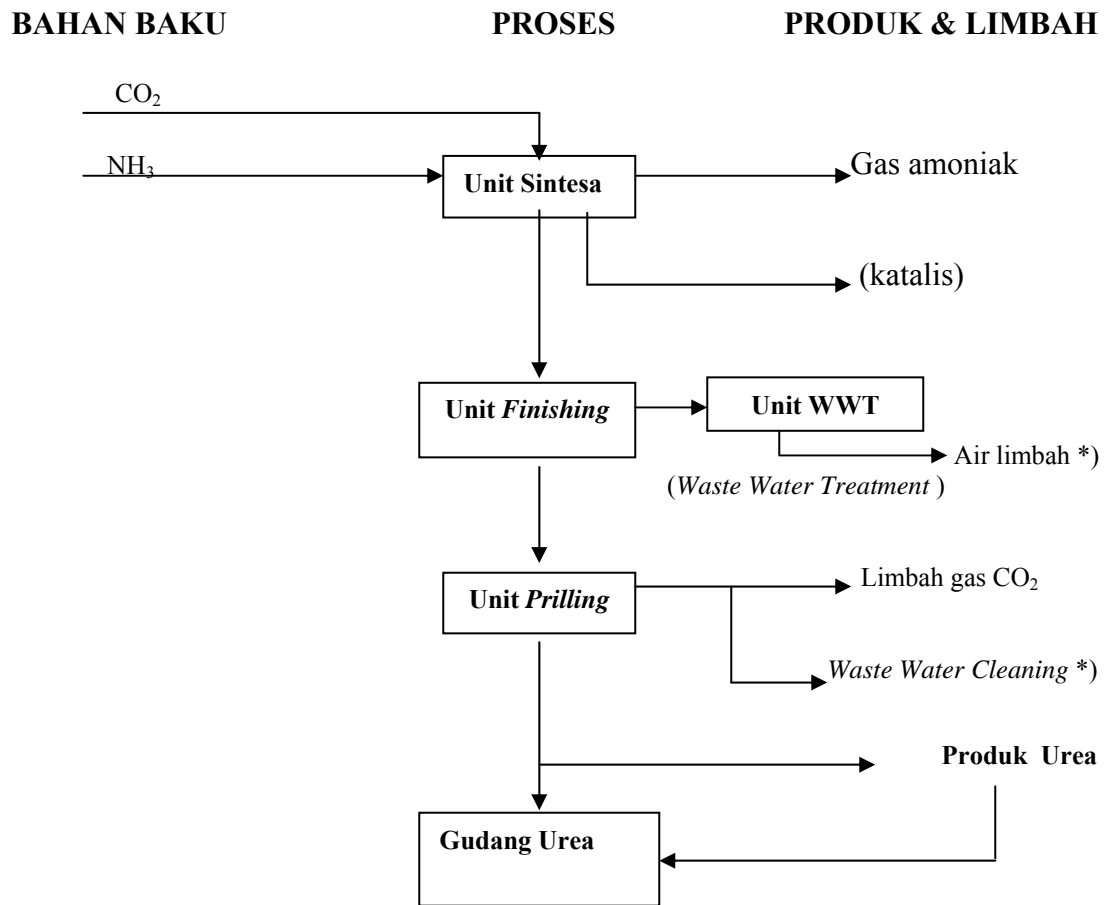 BAHAN BAKU PROSES PRODUK & LIMBAH
CO₂
NH₃
Unit Sintesa
Gas amoniak
(katalis)
Unit Finishing
Unit WWT
Air limbah *)
(Waste Water Treatment )
Unit Prilling
Limbah gas CO₂
Waste Water Cleaning *)
Produk Urea
Gudang Urea